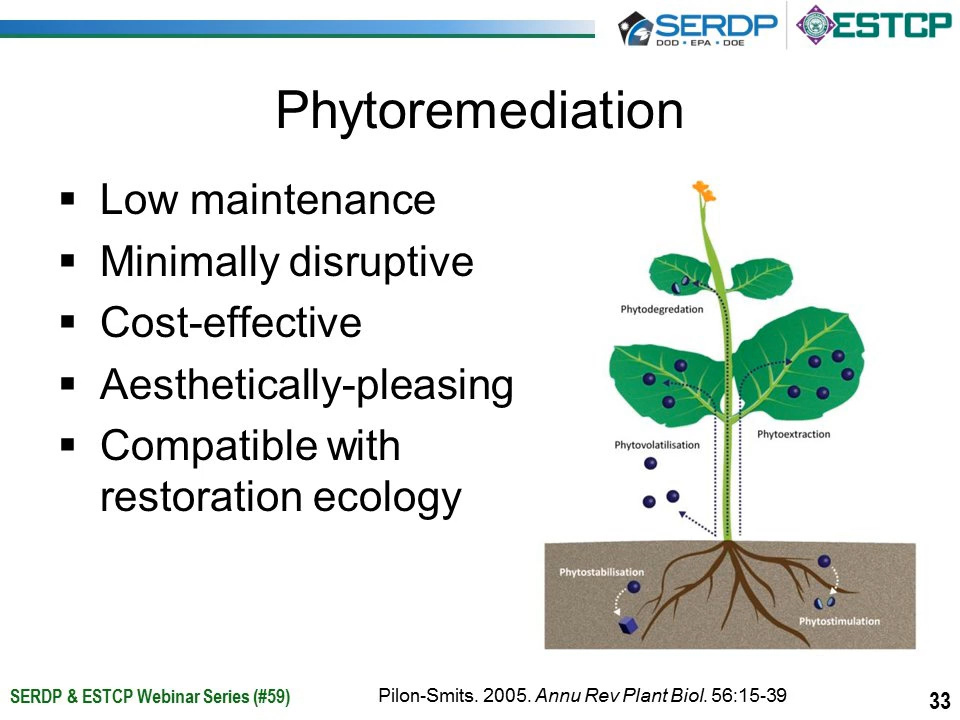 SERDP
DOD • EPA • DOE
ESTCP
Phytoremediation
▪ Low maintenance
▪ Minimally disruptive
▪ Cost-effective
▪ Aesthetically-pleasing
▪ Compatible with
restoration ecology
Phytodegredation
Phytovolatilisation
Phytoextraction
Phytostabilisation
Phytostimulation
SERDP & ESTCP Webinar Series (#59)
Pilon-Smits. 2005. Annu Rev Plant Biol. 56:15-39
33